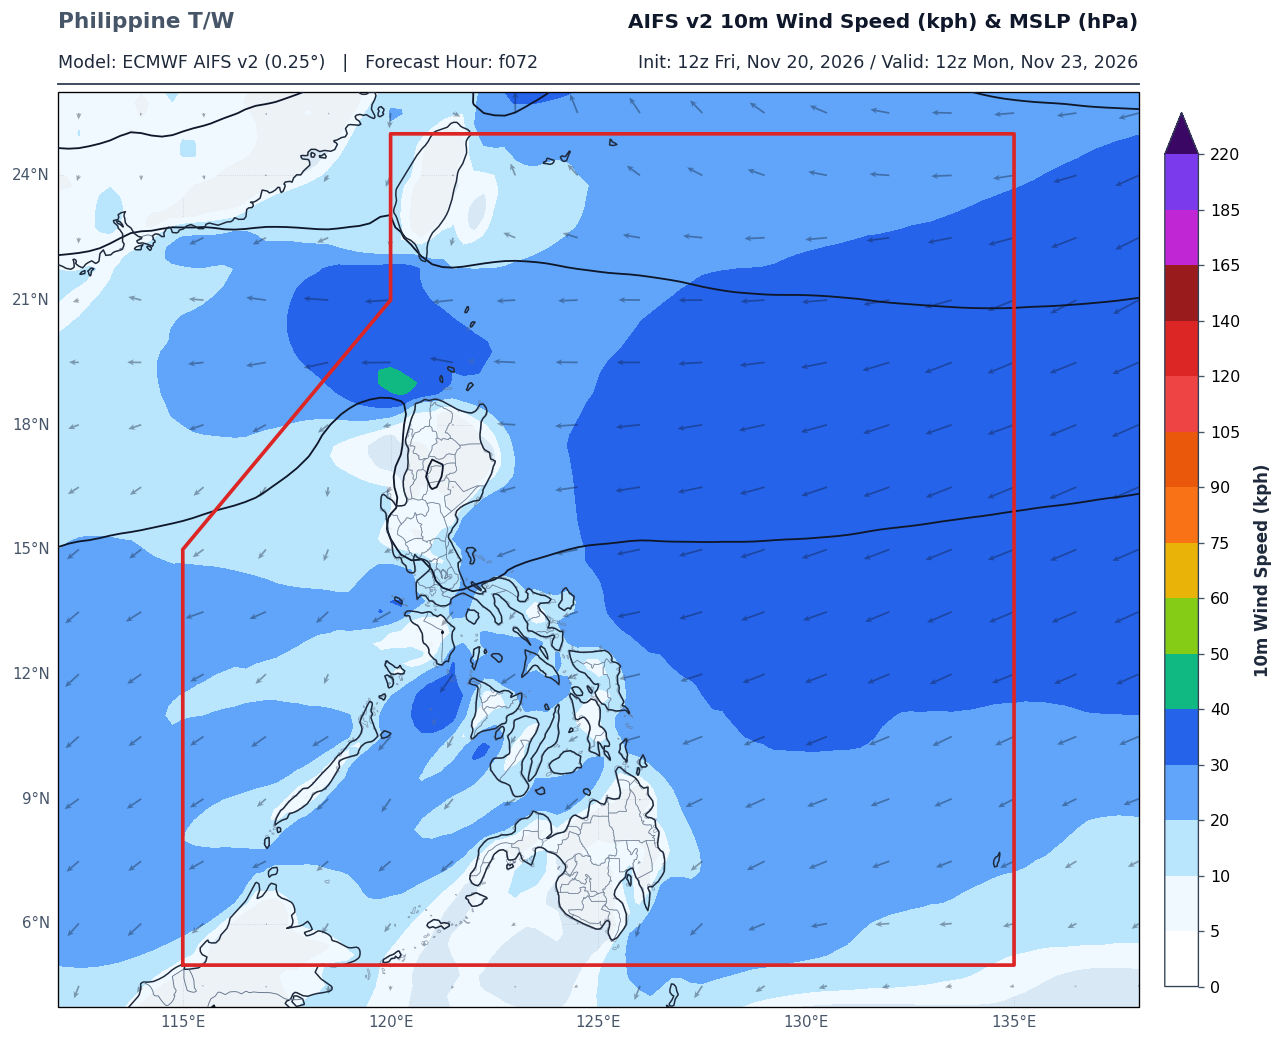 Philippine T/W
AIFS v2 10m Wind Speed (kph) & MSLP (hPa)
Model: ECMWF AIFS v2 (0.25°) | Forecast Hour: f072
Init: 12z Fri, Nov 20, 2026 / Valid: 12z Mon, Nov 23, 2026
24°N
21°N
18°N
15°N
12°N
9°N
6°N
115°E
120°E
125°E
130°E
135°E
220
185
165
140
120
105
90
75
60
50
40
30
20
10
5
0
10m Wind Speed (kph)